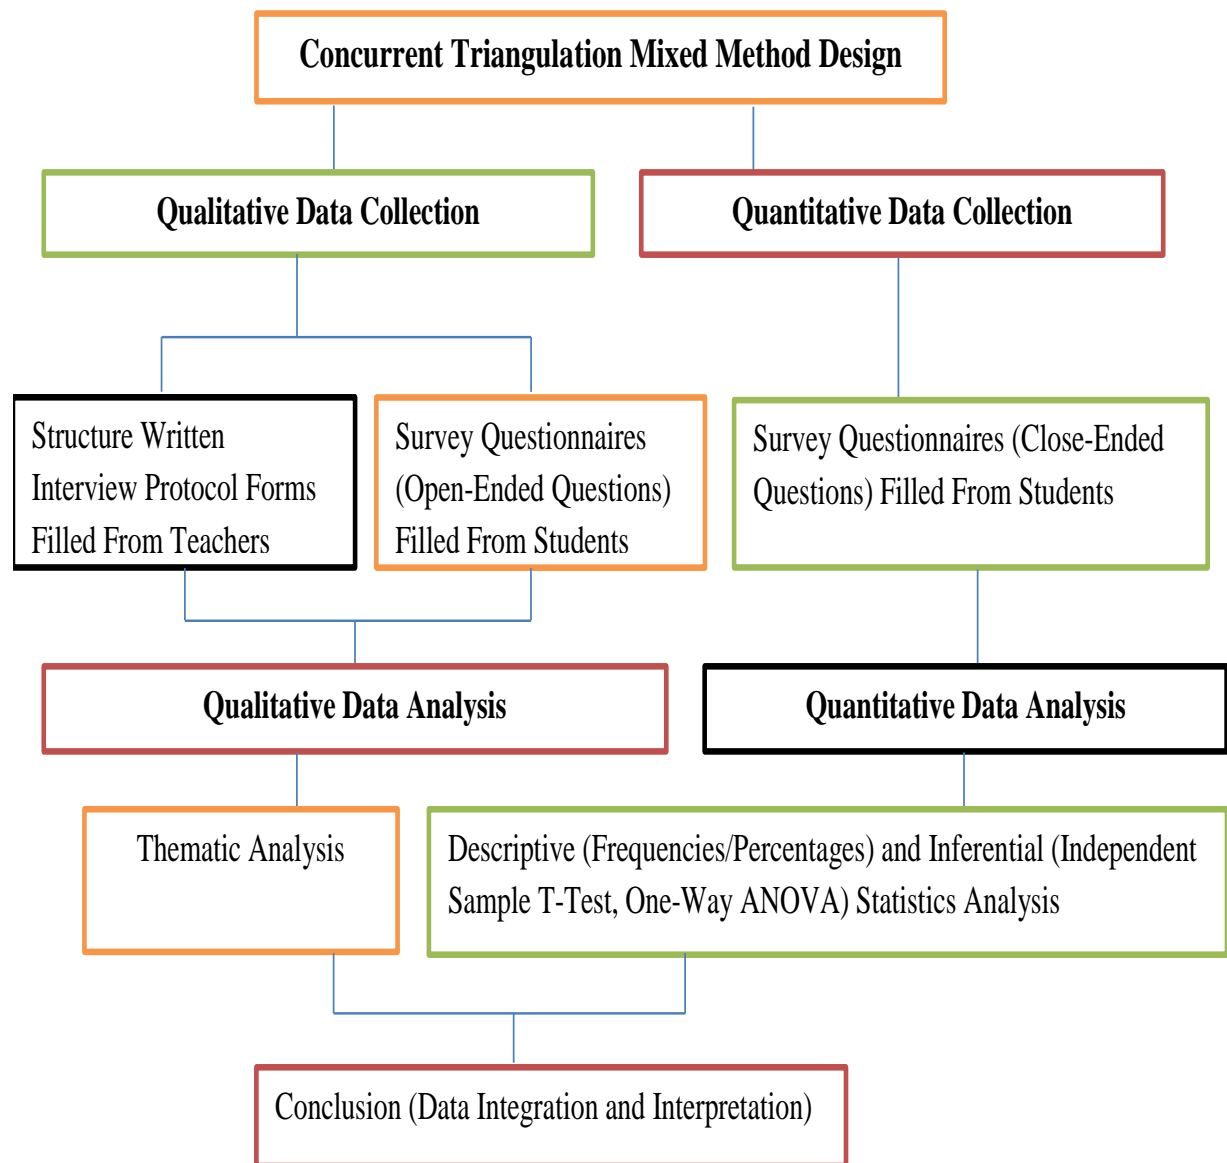 Concurrent Triangulation Mixed Method Design
Qualitative Data Collection
Quantitative Data Collection
Structure Written
Interview Protocol Forms
Filled From Teachers
Survey Questionnaires
(Open-Ended Questions)
Filled From Students
Survey Questionnaires (Close-Ended
Questions) Filled From Students
Qualitative Data Analysis
Quantitative Data Analysis
Thematic Analysis
Descriptive (Frequencies/Percentages) and Inferential (Independent
Sample T-Test, One-Way ANOVA) Statistics Analysis
Conclusion (Data Integration and Interpretation)